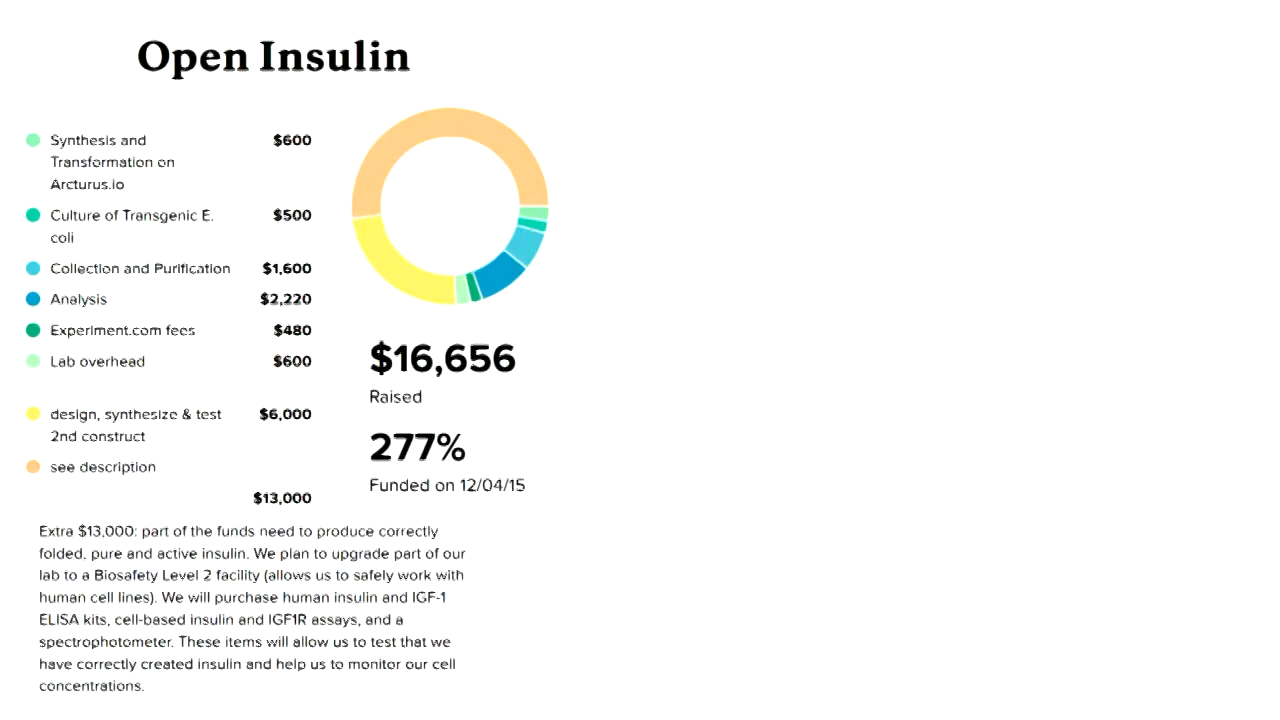 Open Insulin
Synthesis and
Transformation on
Arcturus.io
$600
Culture of Transgenic E.
coli
$500
Collection and Purification
$1,600
Analysis
$2,220
Experiment.com fees
$480
Lab overhead
$600
design, synthesize & test
2nd construct
$6,000
see description
$13,000
$16,656
Raised
277%
Funded on 12/04/15
Extra $13,000: part of the funds need to produce correctly
folded, pure and active insulin. We plan to upgrade part of our
lab to a Biosafety Level 2 facility (allows us to safely work with
human cell lines). We will purchase human insulin and IGF-1
ELISA kits, cell-based insulin and IGF1R assays, and a
spectrophotometer. These items will allow us to test that we
have correctly created insulin and help us to monitor our cell
concentrations.